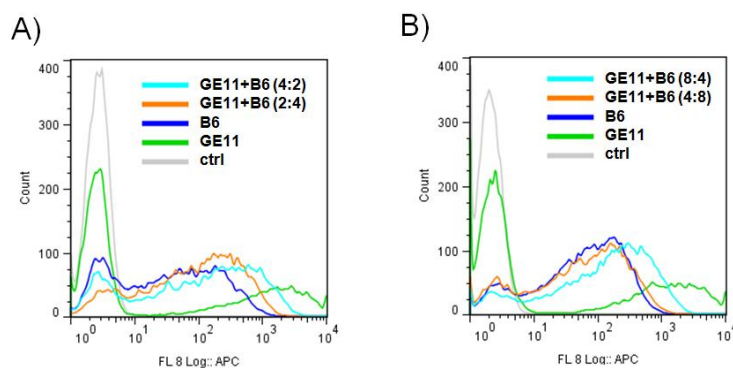 A)
400
300
200
100
0
Count
GE11+B6 (4:2)
GE11+B6 (2:4)
B6
GE11
ctrl
10^0 10^1 10^2 10^3 10^4
FL 8 Log:: APC
B)
400
300
200
100
0
Count
GE11+B6 (8:4)
GE11+B6 (4:8)
B6
GE11
ctrl
10^0 10^1 10^2 10^3 10^4
FL 8 Log:: APC